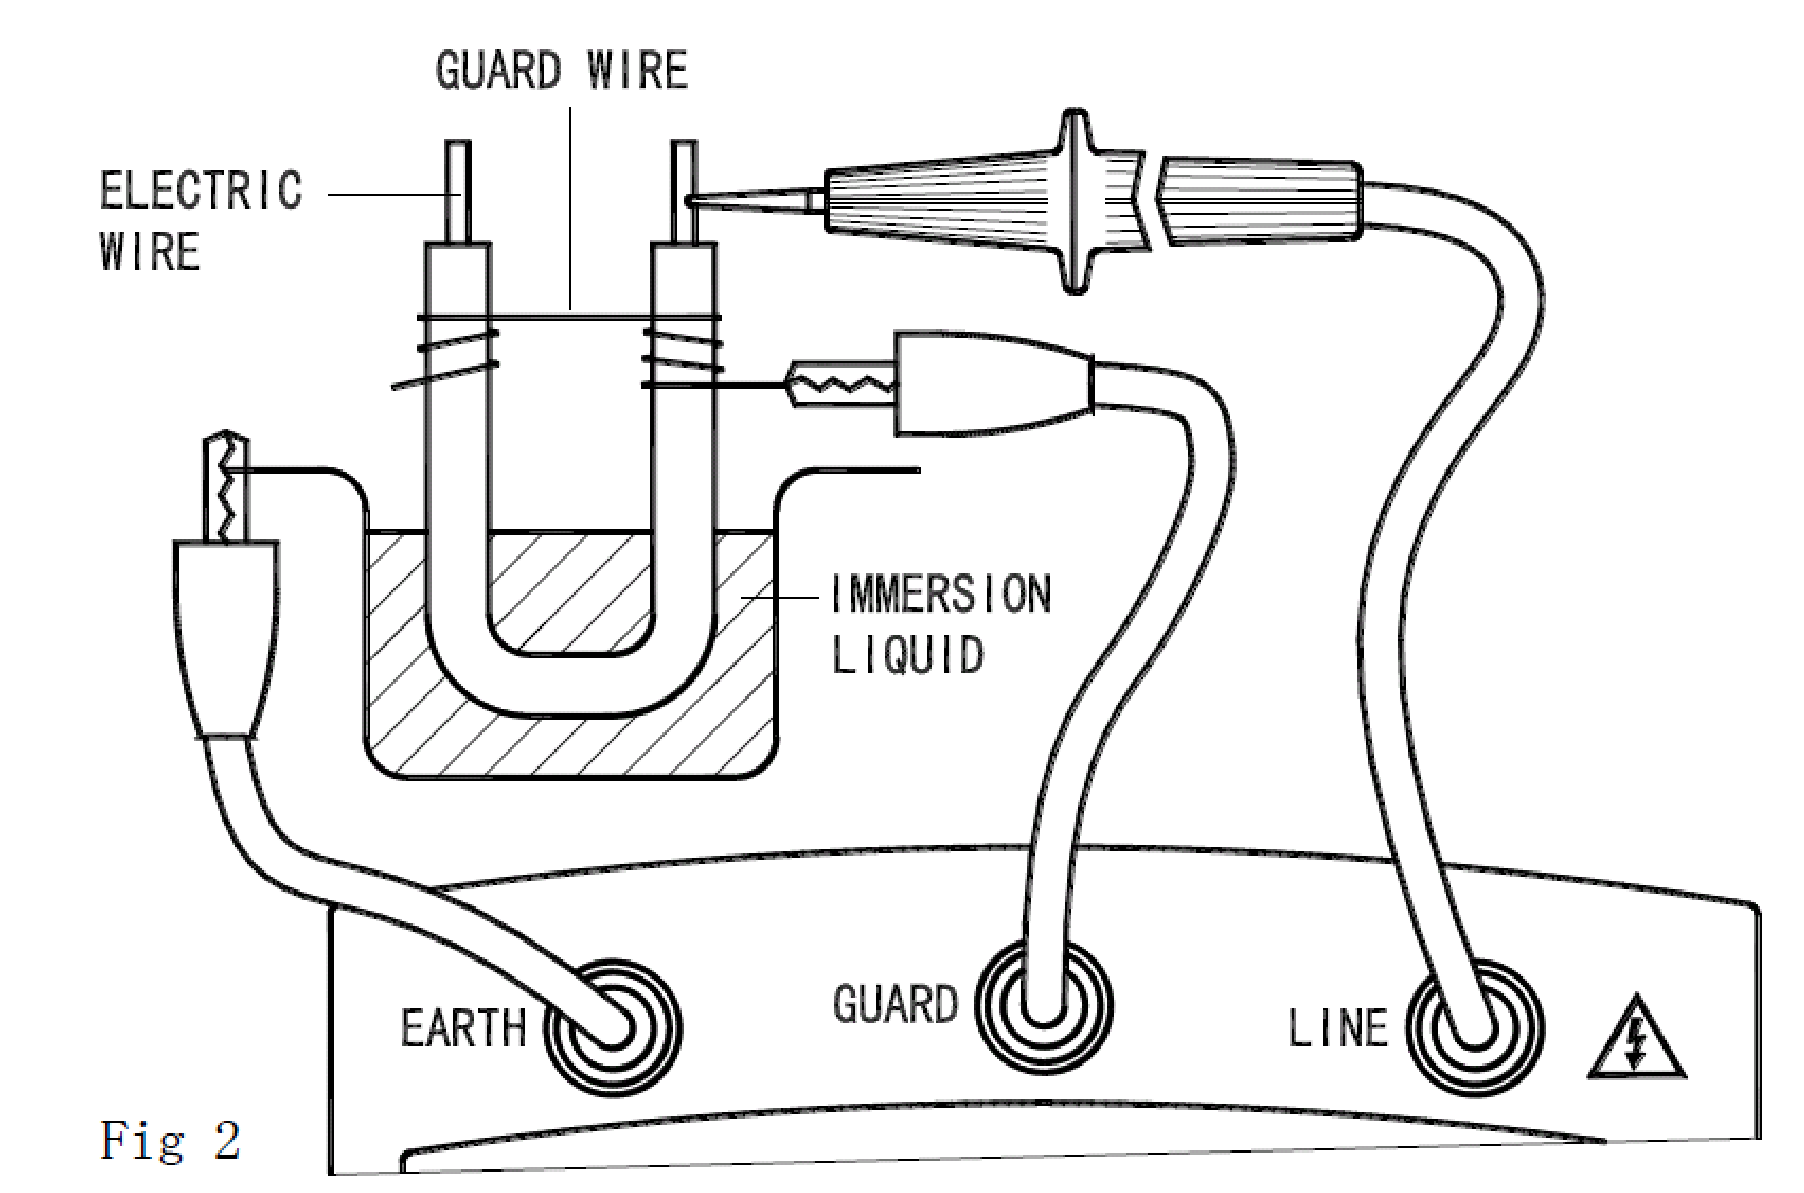 GUARD WIRE
ELECTRIC
WIRE
IMMERSION
LIQUID
EARTH
GUARD
LINE
Fig 2